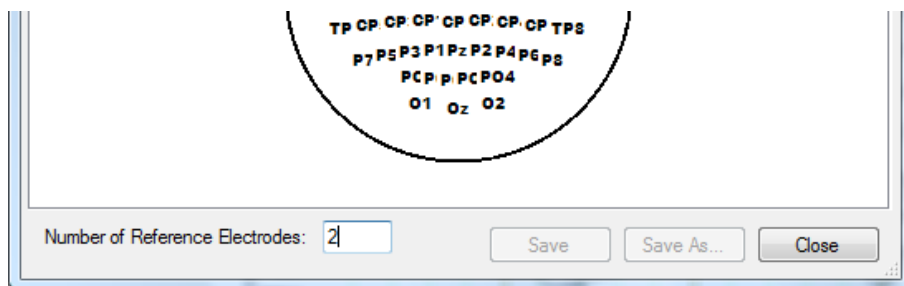 TP CP CP CP CP CP CP CP TP8
P7 P5 P3 P1 Pz P2 P4 P6 P8
PO4
O1 Oz O2
Number of Reference Electrodes: 2
Save Save As... Close